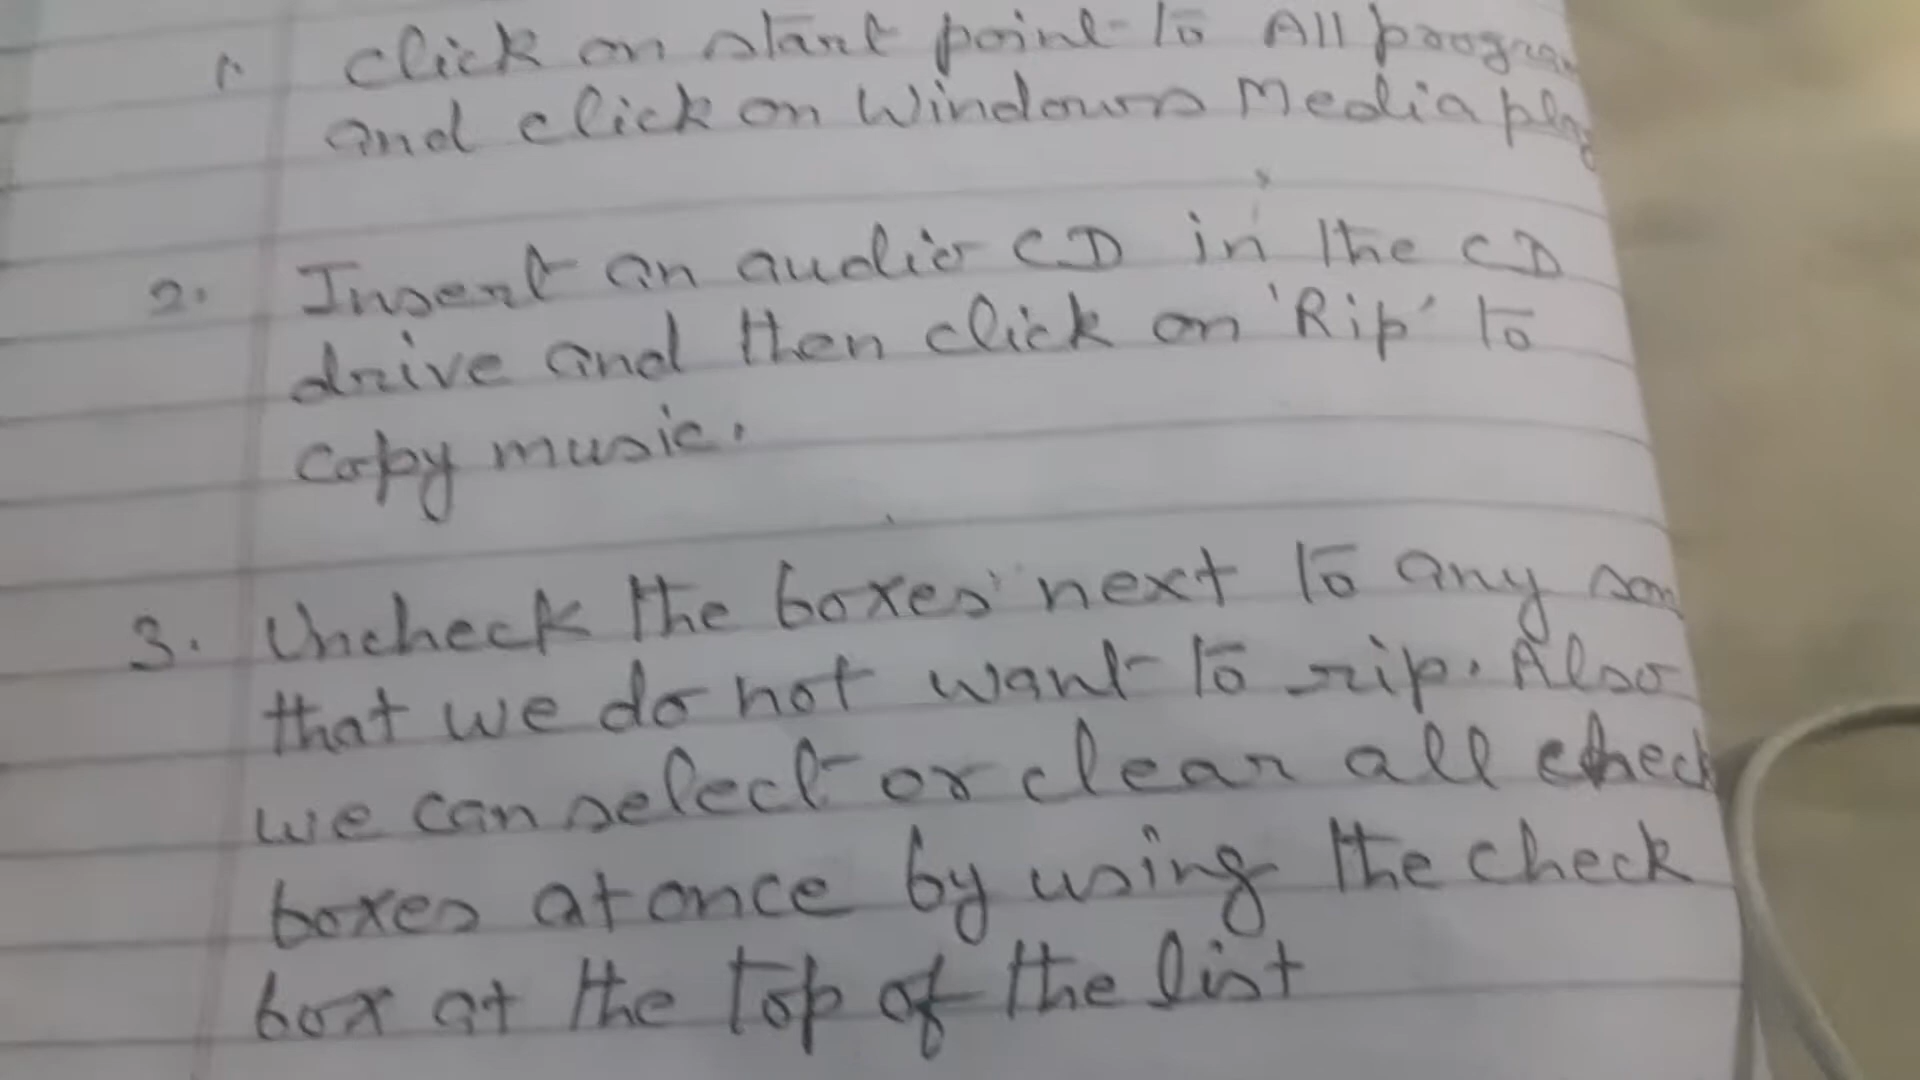 1. Click on start point to All program
and click on Windows Media play
2. Insert an audio CD in the CD
drive and then click on 'Rip' to
copy music.
3. Uncheck the boxes next to any son
that we do not want to rip. Also
we can select or clear all check
boxes at once by using the check
box at the top of the list